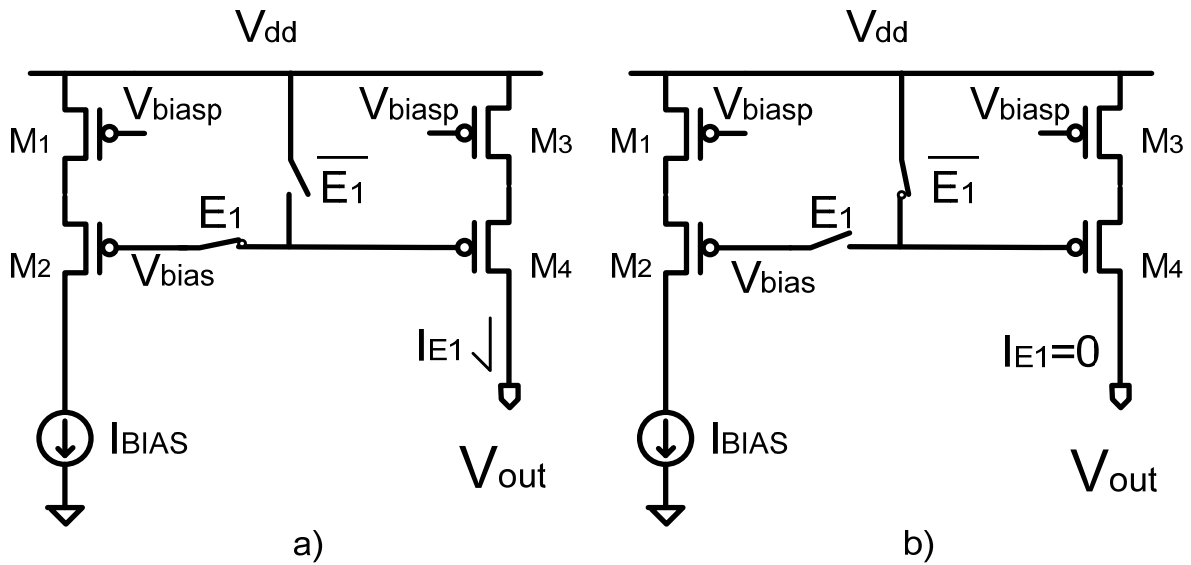 Vdd
Vbiasp
Vbiasp
M1
M3
E1
E1
M2
Vbias
M4
IE1
IBIAS
Vout
a)
Vdd
Vbiasp
Vbiasp
M1
M3
E1
E1
M2
Vbias
M4
IE1=0
IBIAS
Vout
b)